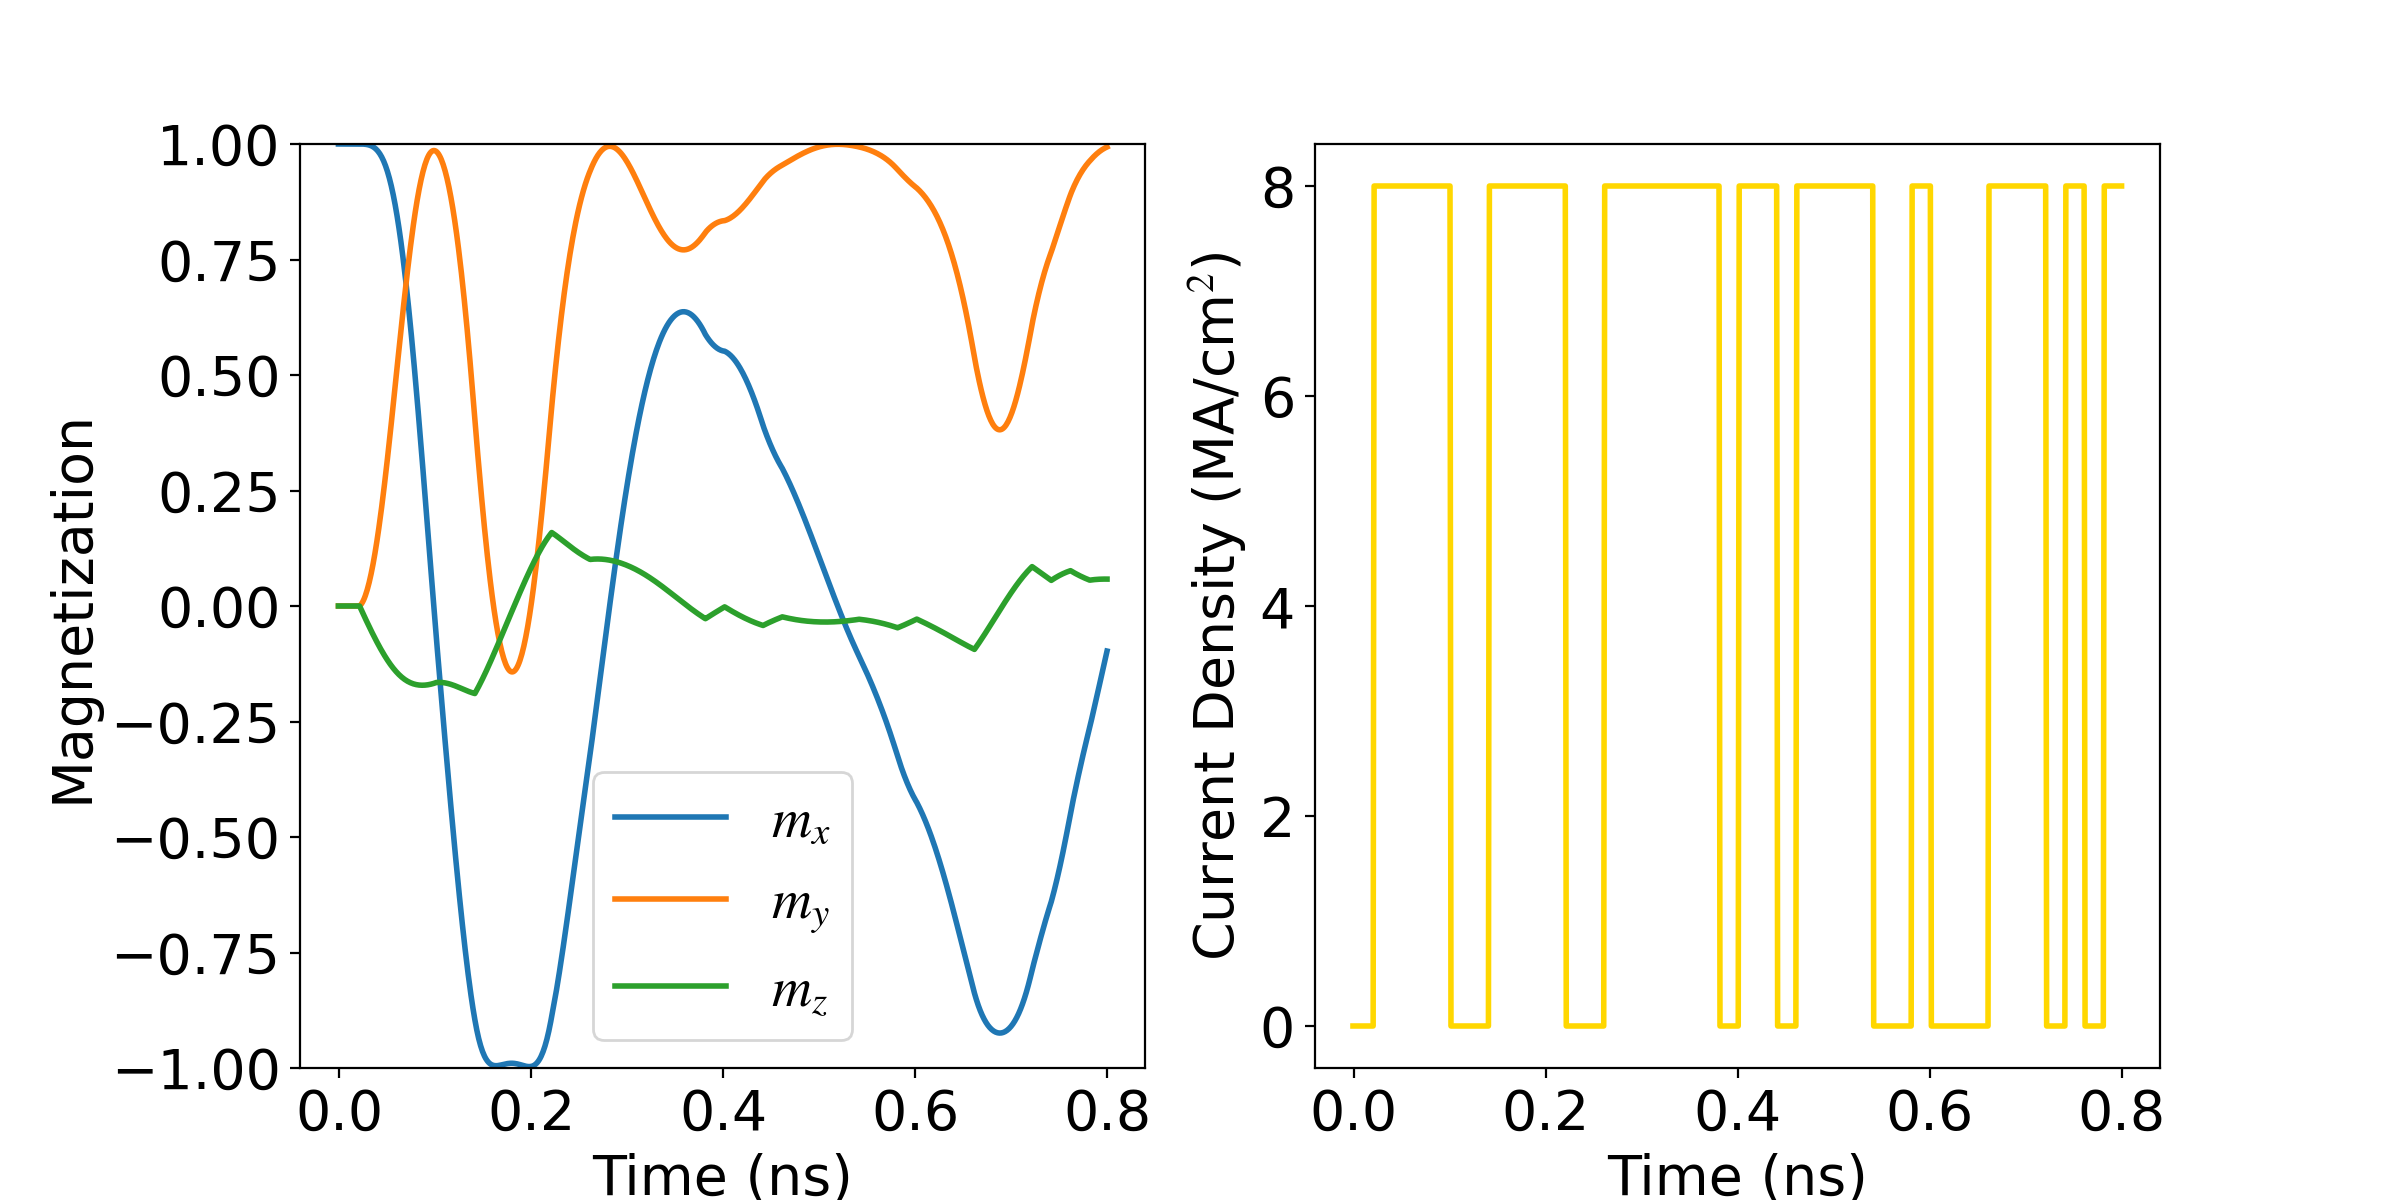 1.00
0.75
0.50
0.25
0.00
−0.25
−0.50
−0.75
−1.00
Magnetization
0.0 0.2 0.4 0.6 0.8
Time (ns)
m_x
m_y
m_z
8
6
4
2
0
Current Density (MA/cm²)
0.0 0.2 0.4 0.6 0.8
Time (ns)